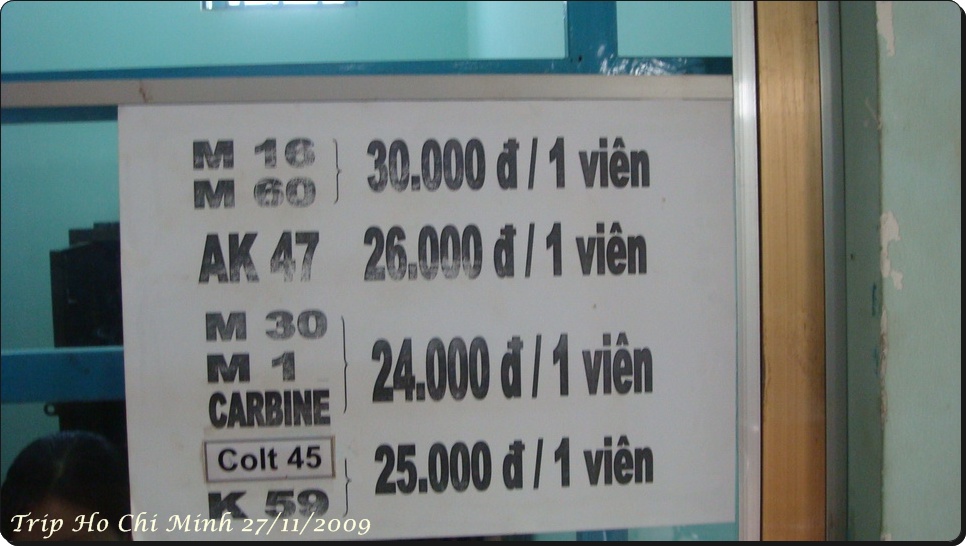 M 16
M 60
30.000 đ / 1 viên
AK 47 26.000 đ / 1 viên
M 30
M 1
CARBINE
24.000 đ / 1 viên
Colt 45
K 59
25.000 đ / 1 viên
Trip Ho Chi Minh 27/11/2009